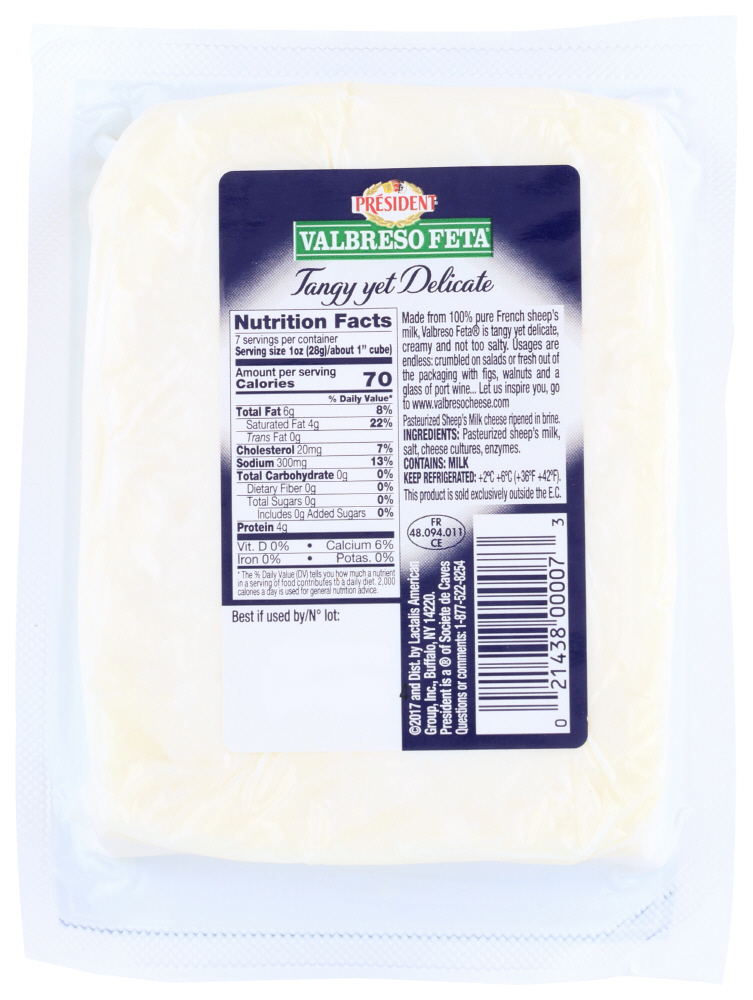 PRÉSIDENT
VALBRESO FETA®
Tangy yet Delicate
Nutrition Facts
7 servings per container
Serving size 1oz (28g)/about 1" cube)
Amount per serving
Calories 70
% Daily Value*
Total Fat 6g 8%
Saturated Fat 4g 22%
Trans Fat 0g
Cholesterol 20mg 7%
Sodium 300mg 13%
Total Carbohydrate 0g 0%
Dietary Fiber 0g 0%
Total Sugars 0g 0%
Includes 0g Added Sugars 0%
Protein 4g
Vit. D 0% • Calcium 6%
Iron 0% • Potas. 0%
* The % Daily Value (DV) tells you how much a nutrient
in a serving of food contributes to a daily diet. 2,000
calories a day is used for general nutrition advice.
Best if used by/N° lot:
Made from 100% pure French sheep's
milk, Valbreso Feta® is tangy yet delicate,
creamy and not too salty. Usages are
endless: crumbled on salads or fresh out of
the packaging with figs, walnuts and a
glass of port wine... Let us inspire you, go
to www.valbresocheese.com
Pasteurized Sheep's Milk cheese ripened in brine.
INGREDIENTS: Pasteurized sheep's milk,
salt, cheese cultures, enzymes.
CONTAINS: MILK
KEEP REFRIGERATED: +2°C +6°C (+36°F +42°F).
This product is sold exclusively outside the E.C.
FR
48.094.011
CE
©2017 and Dist. by Lactalis American
Group, Inc., Buffalo, NY 14220.
President is a ® of Societe de Caves
Questions or comments: 1-877-522-8254
0 21438 00007 3